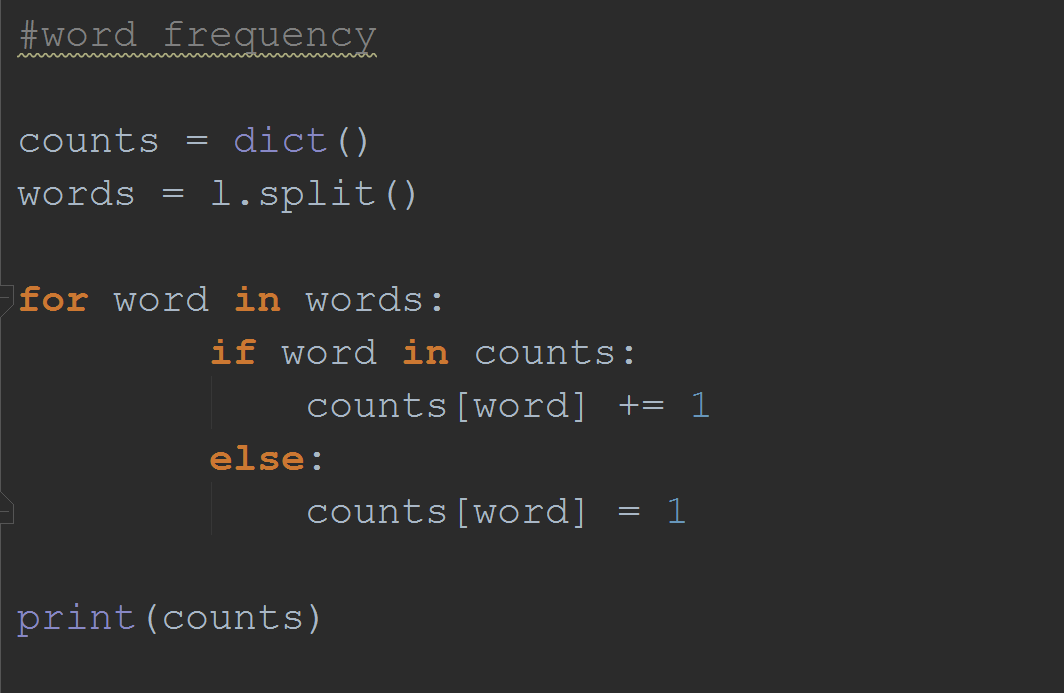 #word frequency
counts = dict()
words = l.split()
for word in words:
        if word in counts:
            counts[word] += 1
        else:
            counts[word] = 1
print(counts)